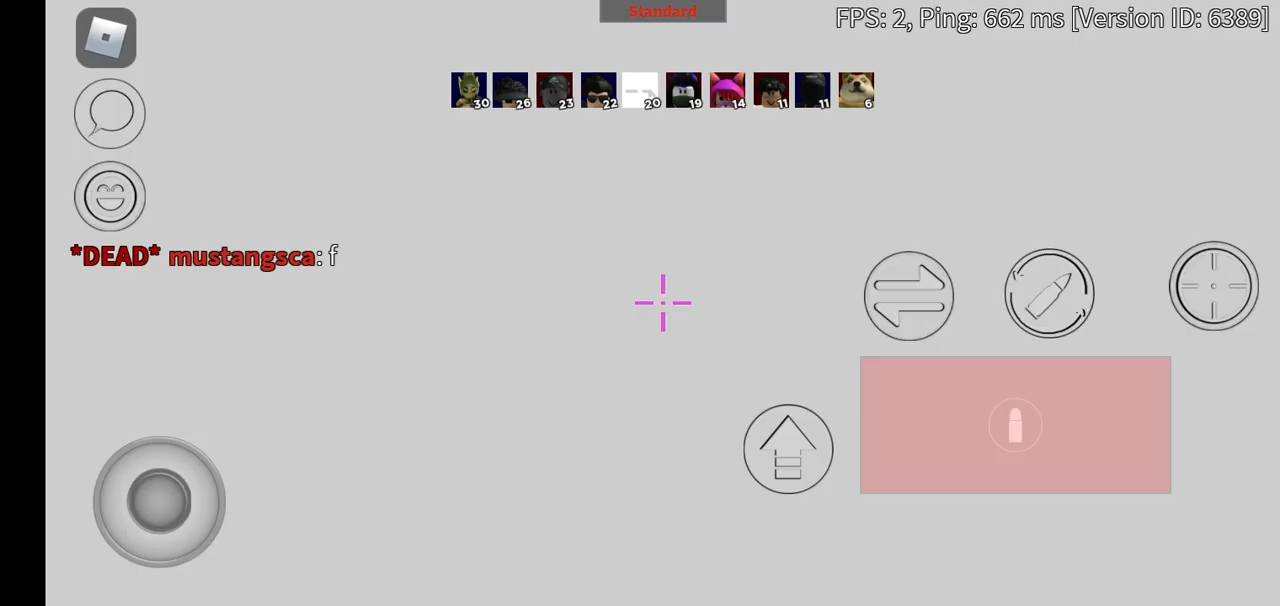 Standard
FPS: 2, Ping: 662 ms [Version ID: 6389]
30 26 23 22 20 19 14 11 11 6
*DEAD* mustangsca: f